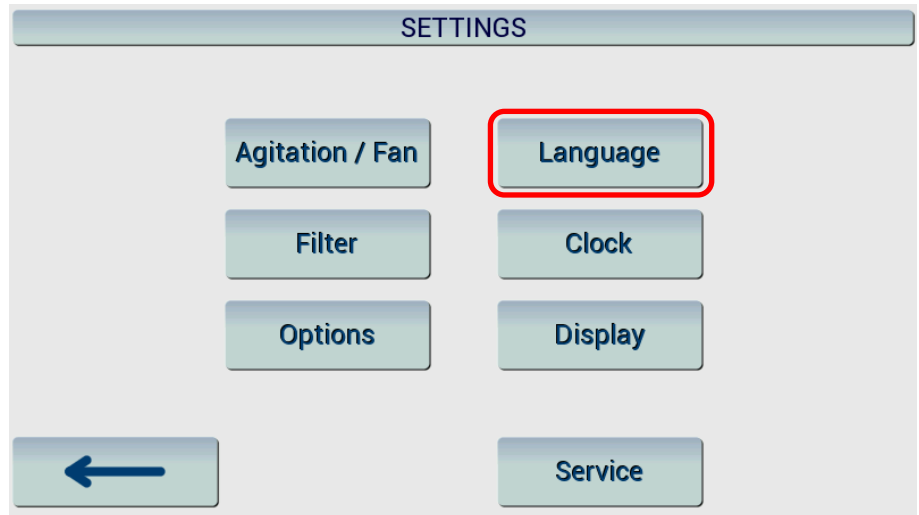 SETTINGS
Agitation / Fan
Language
Filter
Clock
Options
Display
Service